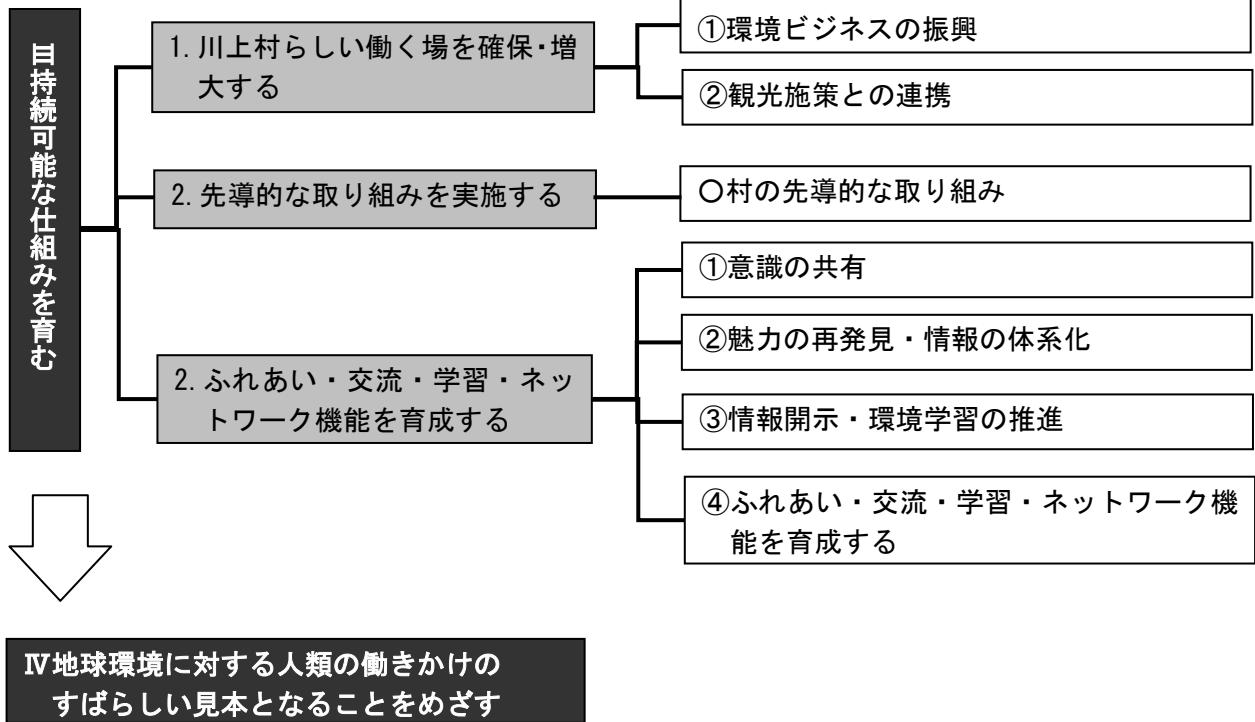 Ⅲ持続可能な仕組みを育む
1. 川上村らしい働く場を確保・増
大する
①環境ビジネスの振興
②観光施策との連携
2. 先導的な取り組みを実施する
○村の先導的な取り組み
2. ふれあい・交流・学習・ネッ
トワーク機能を育成する
①意識の共有
②魅力の再発見・情報の体系化
③情報開示・環境学習の推進
④ふれあい・交流・学習・ネットワーク機
能を育成する
Ⅳ地球環境に対する人類の働きかけの
すばらしい見本となることをめざす